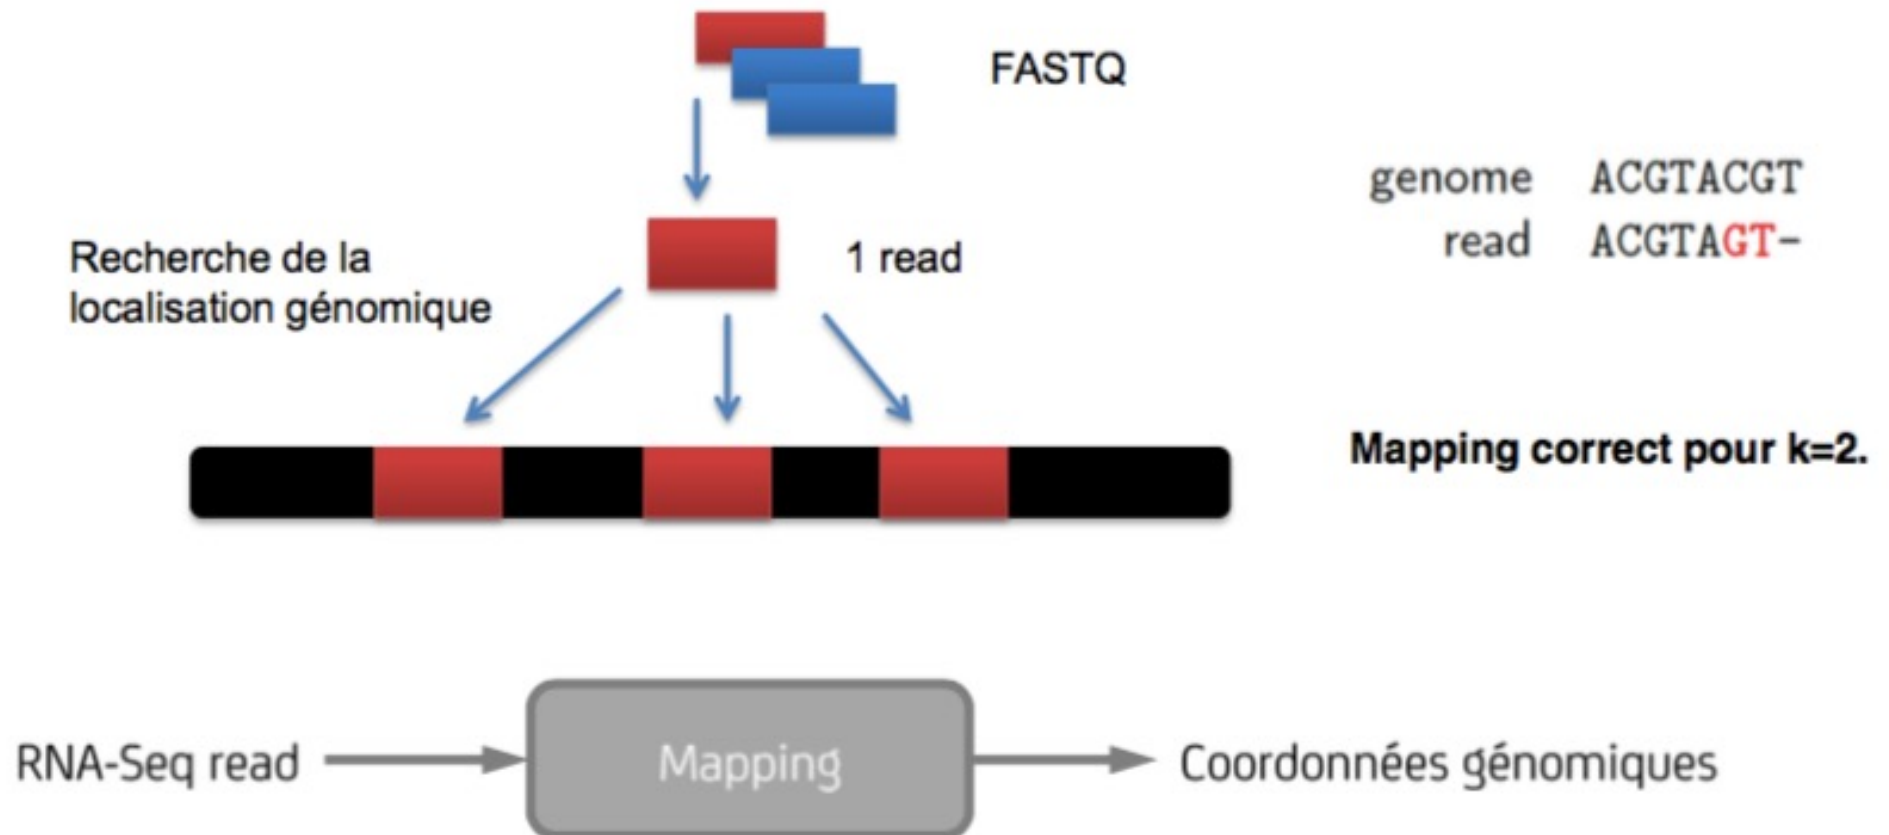 FASTQ
genome ACGTACGT
read ACGTAGT-
Recherche de la
localisation génomique
1 read
Mapping correct pour k=2.
RNA-Seq read
Mapping
Coordonnées génomiques